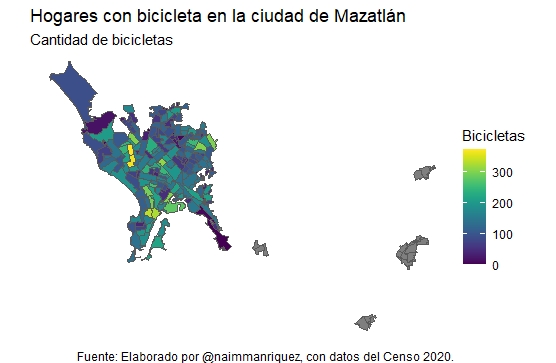 Hogares con bicicleta en la ciudad de Mazatlán
Cantidad de bicicletas
Bicicletas
300
200
100
0
Fuente: Elaborado por @naimmanriquez, con datos del Censo 2020.